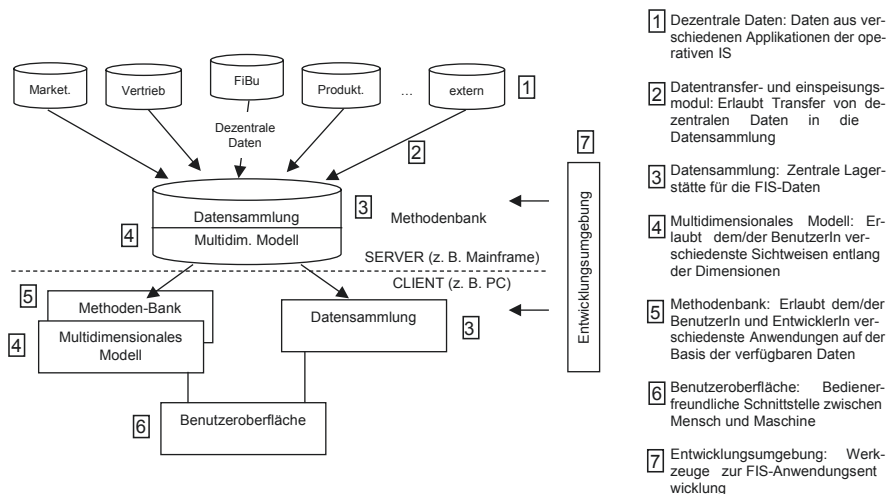 Market.
Vertrieb
FiBu
Produkt.
...
extern
1
Dezentrale
Daten
2
7
3
Datensammlung
Methodenbank
4
Multidim. Modell
SERVER (z. B. Mainframe)
CLIENT (z. B. PC)
Entwicklungsumgebung
5
Methoden-Bank
Datensammlung
3
4
Multidimensionales
Modell
6
Benutzeroberfläche
1 Dezentrale Daten: Daten aus ver-
schiedenen Applikationen der ope-
rativen IS
2 Datentransfer- und einspeisungs-
modul: Erlaubt Transfer von de-
zentralen Daten in die
Datensammlung
3 Datensammlung: Zentrale Lager-
stätte für die FIS-Daten
4 Multidimensionales Modell: Er-
laubt dem/der BenutzerIn ver-
schiedenste Sichtweisen entlang
der Dimensionen
5 Methodenbank: Erlaubt dem/der
BenutzerIn und EntwicklerIn ver-
schiedenste Anwendungen auf der
Basis der verfügbaren Daten
6 Benutzeroberfläche: Bediener-
freundliche Schnittstelle zwischen
Mensch und Maschine
7 Entwicklungsumgebung: Werk-
zeuge zur FIS-Anwendungsent
wicklung